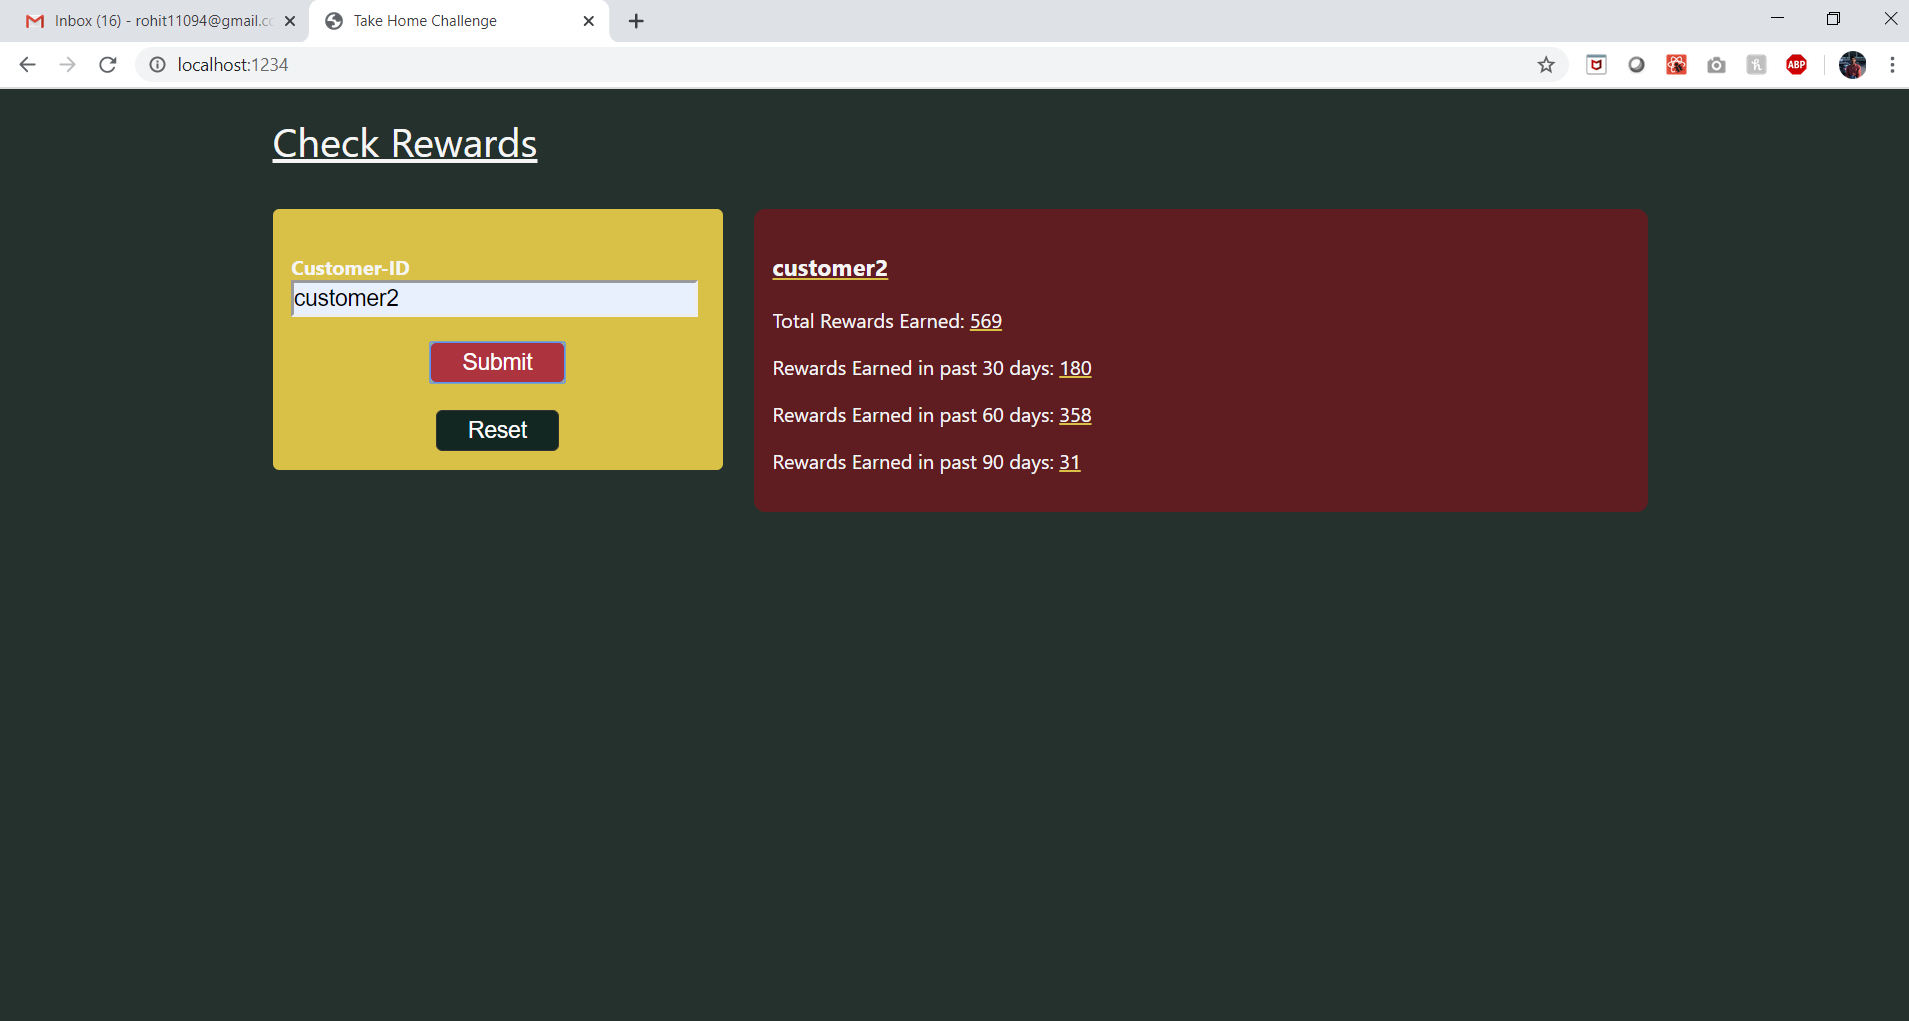 Inbox (16) - rohit11094@gmail.co
Take Home Challenge
localhost:1234
ABP
Check Rewards
Customer-ID
customer2
Submit
Reset
customer2
Total Rewards Earned: 569
Rewards Earned in past 30 days: 180
Rewards Earned in past 60 days: 358
Rewards Earned in past 90 days: 31